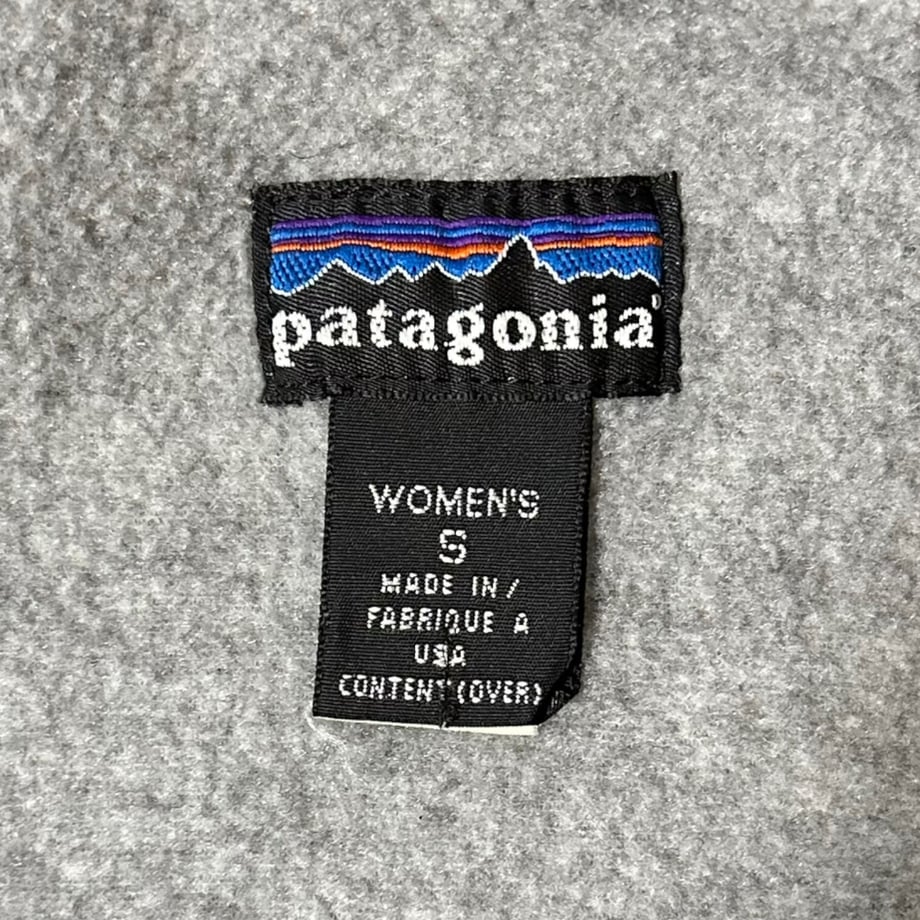 patagonia®
WOMEN'S
S
MADE IN /
FABRIQUE A
USA
CONTENT (OVER)